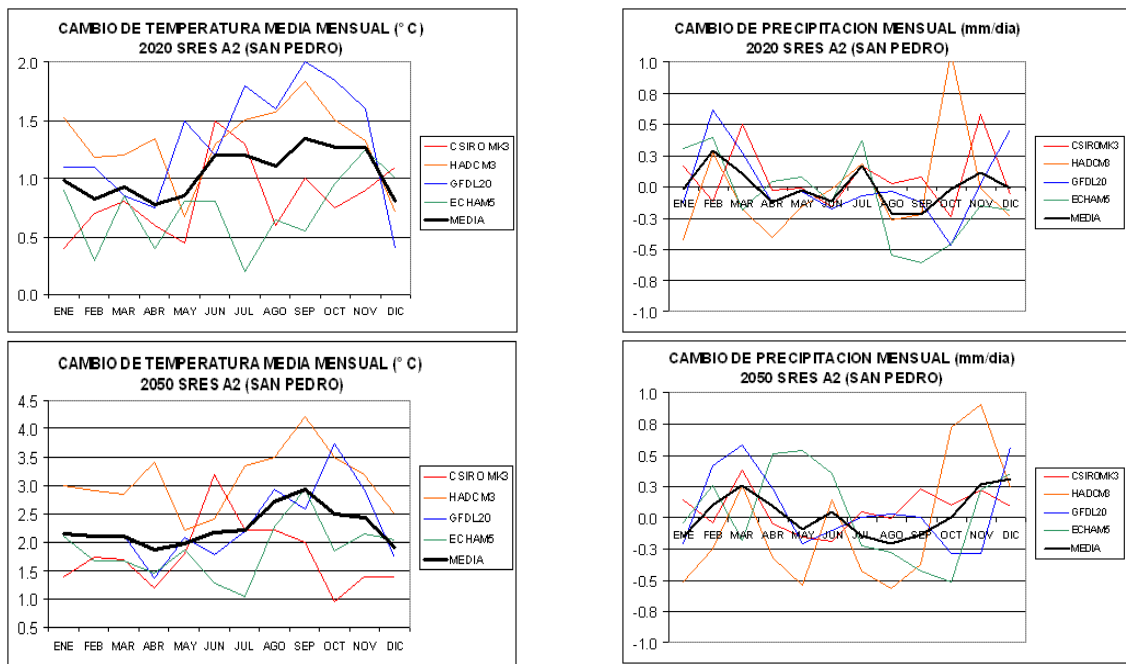 CAMBIO DE TEMPERATURA MEDIA MENSUAL (° C)
2020 SRES A2 (SAN PEDRO)
2.0
1.5
1.0
0.5
0.0
ENE FEB MAR ABR MAY JUN JUL AGO SEP OCT NOV DIC
CSIRO MK3
HADCM3
GFDL20
ECHAM5
MEDIA
CAMBIO DE PRECIPITACION MENSUAL (mm/dia)
2020 SRES A2 (SAN PEDRO)
1.0
0.8
0.5
0.3
0.0
-0.3
-0.5
-0.8
-1.0
ENE FEB MAR ABR MAY JUN JUL AGO SEP OCT NOV DIC
CSIROMK3
HADCM3
GFDL20
ECHAM5
MEDIA
CAMBIO DE TEMPERATURA MEDIA MENSUAL (° C)
2050 SRES A2 (SAN PEDRO)
4.5
4.0
3.5
3.0
2.5
2.0
1.5
1.0
0.5
ENE FEB MAR ABR MAY JUN JUL AGO SEP OCT NOV DIC
CSIRO MK3
HADCM3
GFDL20
ECHAM5
MEDIA
CAMBIO DE PRECIPITACION MENSUAL (mm/dia)
2050 SRES A2 (SAN PEDRO)
1.0
0.8
0.5
0.3
0.0
-0.3
-0.5
-0.8
-1.0
ENE FEB MAR ABR MAY JUN JUL AGO SEP OCT NOV DIC
CSIROMK3
HADCM3
GFDL20
ECHAM5
MEDIA